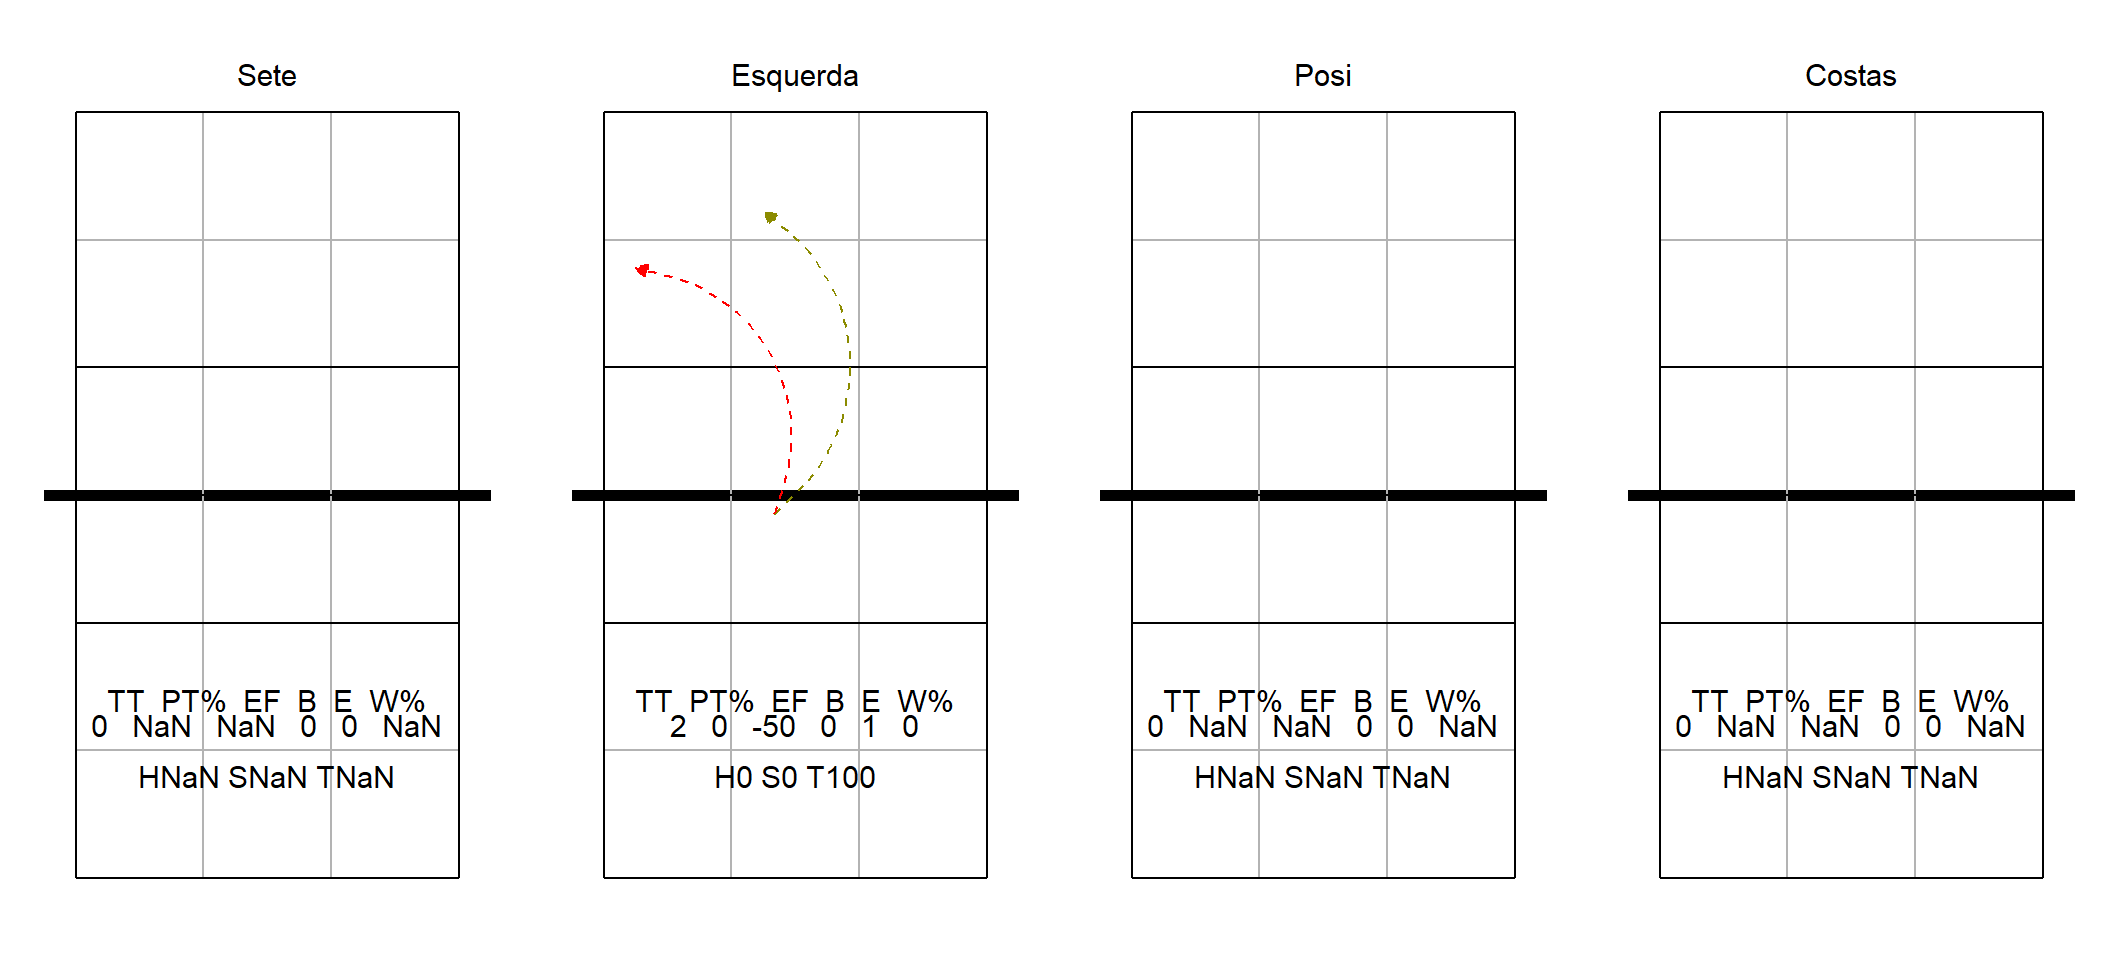 Sete
TT PT% EF B E W%
0 NaN NaN 0 0 NaN
HNaN SNaN TNaN
Esquerda
TT PT% EF B E W%
2 0 -50 0 1 0
H0 S0 T100
Posi
TT PT% EF B E W%
0 NaN NaN 0 0 NaN
HNaN SNaN TNaN
Costas
TT PT% EF B E W%
0 NaN NaN 0 0 NaN
HNaN SNaN TNaN